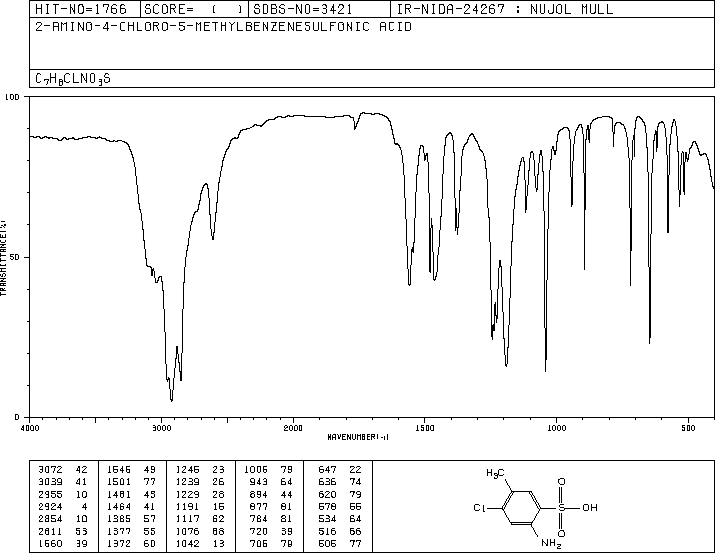 HIT-NO=1766 SCORE= ( ) SDBS-NO=3421 IR-NIDA-24267 : NUJOL MULL
2-AMINO-4-CHLORO-5-METHYLBENZENESULFONIC ACID
C7H8CLNO3S
100
50
0
TRANSMITTANCE(%)
4000 3000 2000 1500 1000 500
WAVENUMBER(-1)
3072 42 1546 49 1246 23 1006 79 647 22
3039 41 1501 77 1239 26 943 64 636 74
2955 10 1481 45 1229 28 894 44 620 79
2924 4 1464 41 1191 15 877 81 578 55
2854 10 1385 57 1117 62 784 81 534 64
2611 53 1377 55 1076 68 720 39 516 66
1560 39 1372 60 1042 13 706 79 505 77
H3C
O
Cl
S
OH
O
NH2